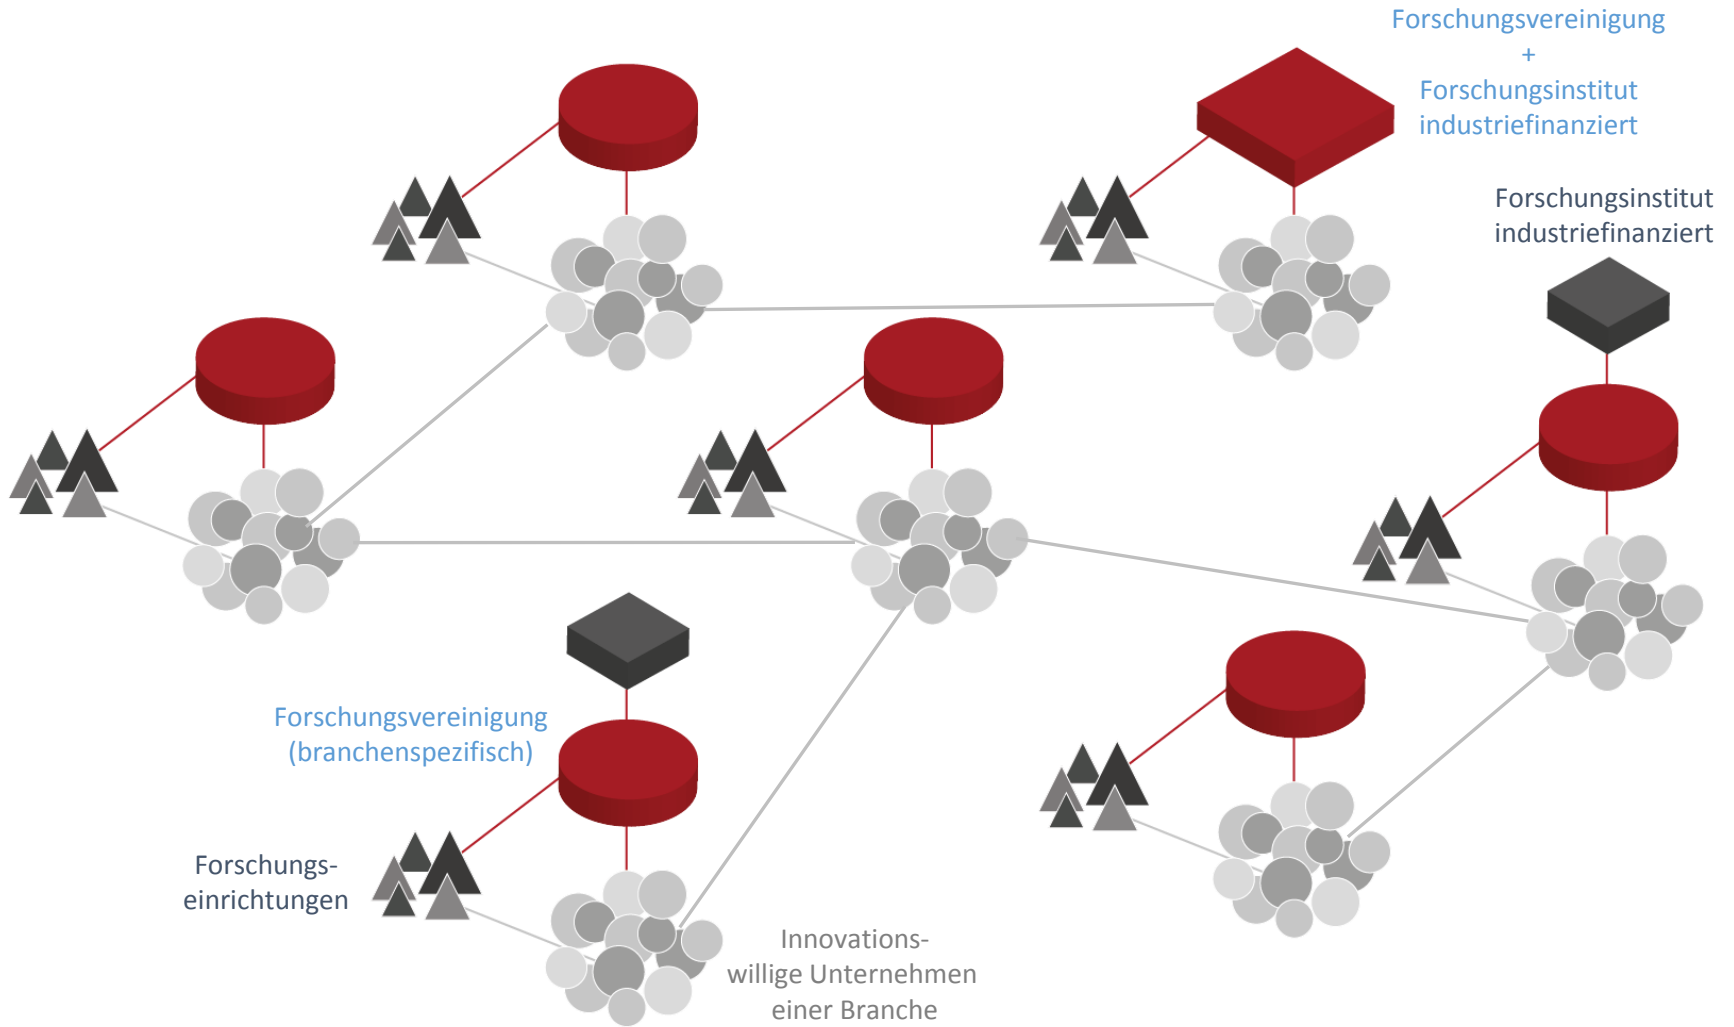 Forschungsvereinigung
+
Forschungsinstitut
industriefinanziert
Forschungsinstitut
industriefinanziert
Forschungsvereinigung
(branchenspezifisch)
Forschungs-
einrichtungen
Innovations-
willige Unternehmen
einer Branche